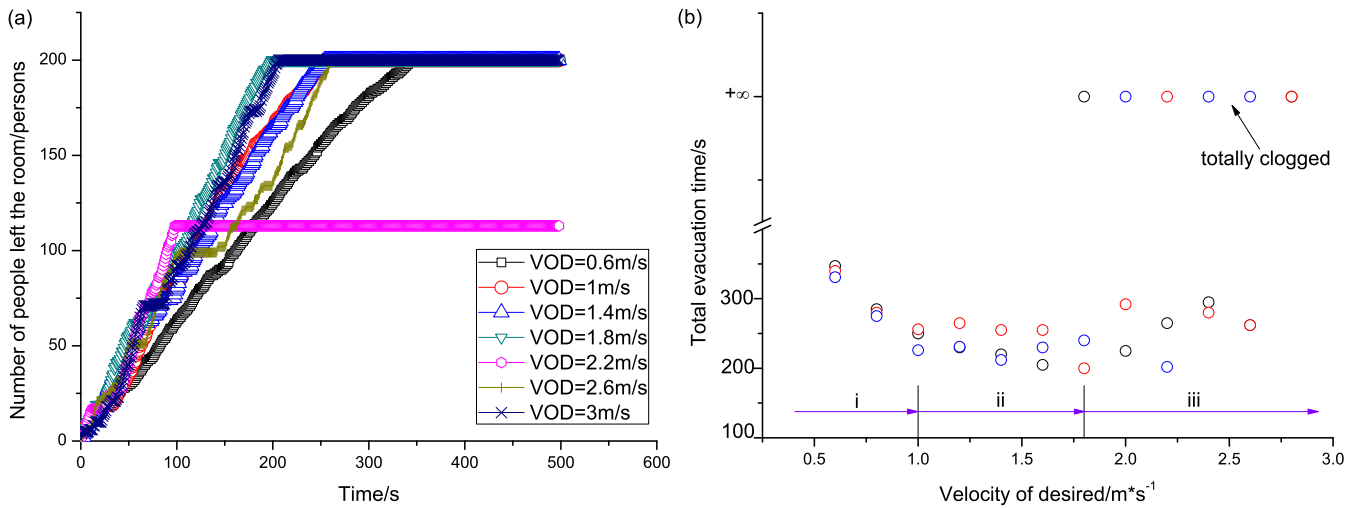 (a)
Number of people left the room/persons
200
150
100
50
0
0 100 200 300 400 500 600
Time/s
VOD=0.6m/s
VOD=1m/s
VOD=1.4m/s
VOD=1.8m/s
VOD=2.2m/s
VOD=2.6m/s
VOD=3m/s
(b)
Total evacuation time/s
+∞
300
200
100
totally clogged
i ii iii
0.5 1.0 1.5 2.0 2.5 3.0
Velocity of desired/m*s⁻¹